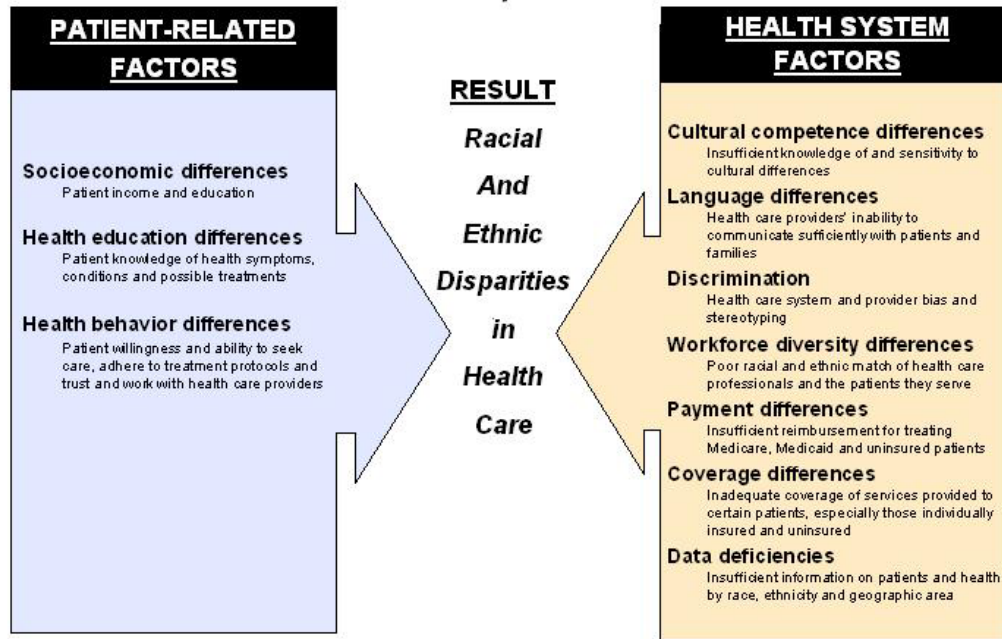 PATIENT-RELATED
FACTORS
Socioeconomic differences
Patient income and education
Health education differences
Patient knowledge of health symptoms,
conditions and possible treatments
Health behavior differences
Patient willingness and ability to seek
care, adhere to treatment protocols and
trust and work with health care providers
RESULT
Racial
And
Ethnic
Disparities
in
Health
Care
HEALTH SYSTEM
FACTORS
Cultural competence differences
Insufficient knowledge of and sensitivity to
cultural differences
Language differences
Health care providers' inability to
communicate sufficiently with patients and
families
Discrimination
Health care system and provider bias and
stereotyping
Workforce diversity differences
Poor racial and ethnic match of health care
professionals and the patients they serve
Payment differences
Insufficient reimbursement for treating
Medicare, Medicaid and uninsured patients
Coverage differences
Inadequate coverage of services provided to
certain patients, especially those individually
insured and uninsured
Data deficiencies
Insufficient information on patients and health
by race, ethnicity and geographic area